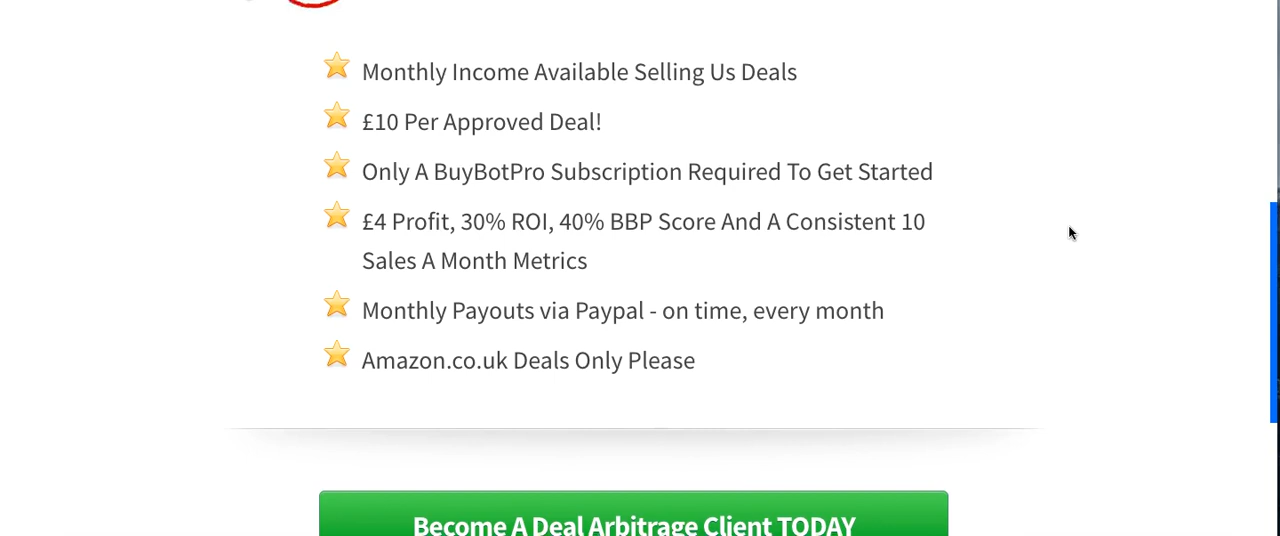 Monthly Income Available Selling Us Deals
£10 Per Approved Deal!
Only A BuyBotPro Subscription Required To Get Started
£4 Profit, 30% ROI, 40% BBP Score And A Consistent 10
Sales A Month Metrics
Monthly Payouts via Paypal - on time, every month
Amazon.co.uk Deals Only Please
Become A Deal Arbitrage Client TODAY